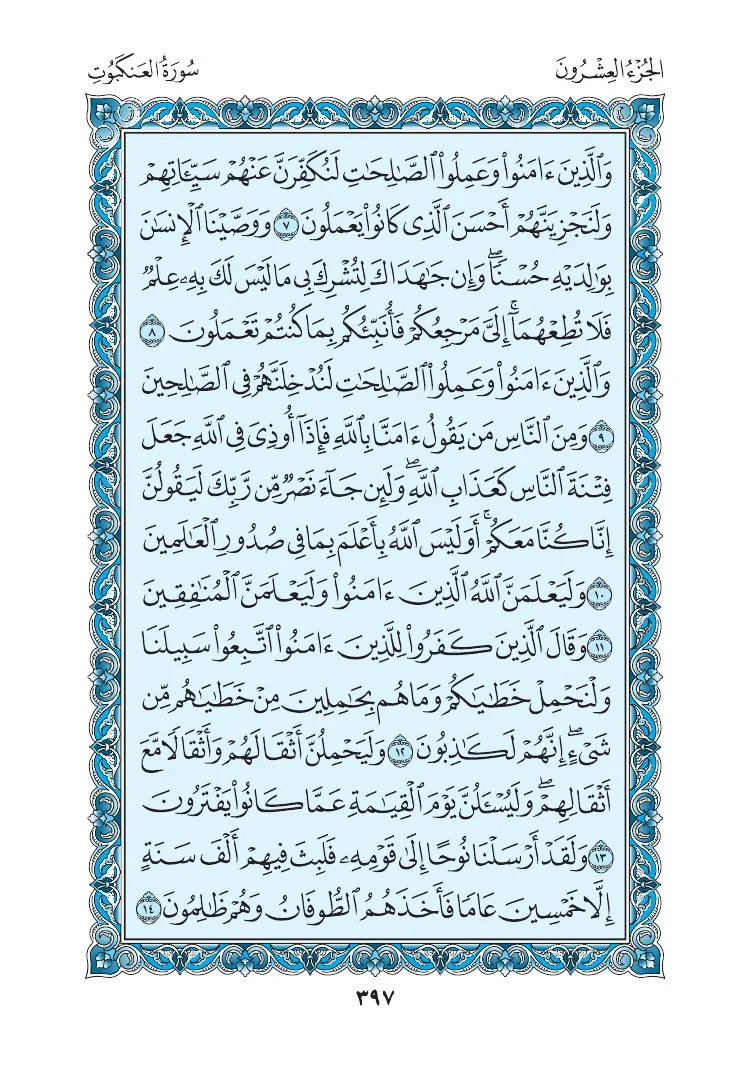 الجُزْءُ العِشْرُونَ
سُورَةُ العَنكَبُوتِ
وَٱلَّذِينَ ءَامَنُوا۟ وَعَمِلُوا۟ ٱلصَّـٰلِحَـٰتِ لَنُكَفِّرَنَّ عَنْهُمْ سَيِّـَٔاتِهِمْ
وَلَنَجْزِيَنَّهُمْ أَحْسَنَ ٱلَّذِى كَانُوا۟ يَعْمَلُونَ ٧ وَوَصَّيْنَا ٱلْإِنسَـٰنَ
بِوَٰلِدَيْهِ حُسْنًا ۖ وَإِن جَـٰهَدَاكَ لِتُشْرِكَ بِى مَا لَيْسَ لَكَ بِهِۦ عِلْمٌ
فَلَا تُطِعْهُمَآ ۚ إِلَىَّ مَرْجِعُكُمْ فَأُنَبِّئُكُم بِمَا كُنتُمْ تَعْمَلُونَ ٨
وَٱلَّذِينَ ءَامَنُوا۟ وَعَمِلُوا۟ ٱلصَّـٰلِحَـٰتِ لَنُدْخِلَنَّهُمْ فِى ٱلصَّـٰلِحِينَ
٩ وَمِنَ ٱلنَّاسِ مَن يَقُولُ ءَامَنَّا بِٱللَّهِ فَإِذَآ أُوذِىَ فِى ٱللَّهِ جَعَلَ
فِتْنَةَ ٱلنَّاسِ كَعَذَابِ ٱللَّهِ ۖ وَلَئِن جَآءَ نَصْرٌ مِّن رَّبِّكَ لَيَقُولُنَّ
إِنَّا كُنَّا مَعَكُمْ ۚ أَوَلَيْسَ ٱللَّهُ بِأَعْلَمَ بِمَا فِى صُدُورِ ٱلْعَـٰلَمِينَ
١٠ وَلَيَعْلَمَنَّ ٱللَّهُ ٱلَّذِينَ ءَامَنُوا۟ وَلَيَعْلَمَنَّ ٱلْمُنَـٰفِقِينَ
١١ وَقَالَ ٱلَّذِينَ كَفَرُوا۟ لِلَّذِينَ ءَامَنُوا۟ ٱتَّبِعُوا۟ سَبِيلَنَا
وَلْنَحْمِلْ خَطَـٰيَـٰكُمْ وَمَا هُم بِحَـٰمِلِينَ مِنْ خَطَـٰيَـٰهُم مِّن
شَىْءٍ ۖ إِنَّهُمْ لَكَـٰذِبُونَ ١٢ وَلَيَحْمِلُنَّ أَثْقَالَهُمْ وَأَثْقَالًا مَّعَ
أَثْقَالِهِمْ ۖ وَلَيُسْـَٔلُنَّ يَوْمَ ٱلْقِيَـٰمَةِ عَمَّا كَانُوا۟ يَفْتَرُونَ
١٣ وَلَقَدْ أَرْسَلْنَا نُوحًا إِلَىٰ قَوْمِهِۦ فَلَبِثَ فِيهِمْ أَلْفَ سَنَةٍ
إِلَّا خَمْسِينَ عَامًا فَأَخَذَهُمُ ٱلطُّوفَانُ وَهُمْ ظَـٰلِمُونَ ١٤
٣٩٧